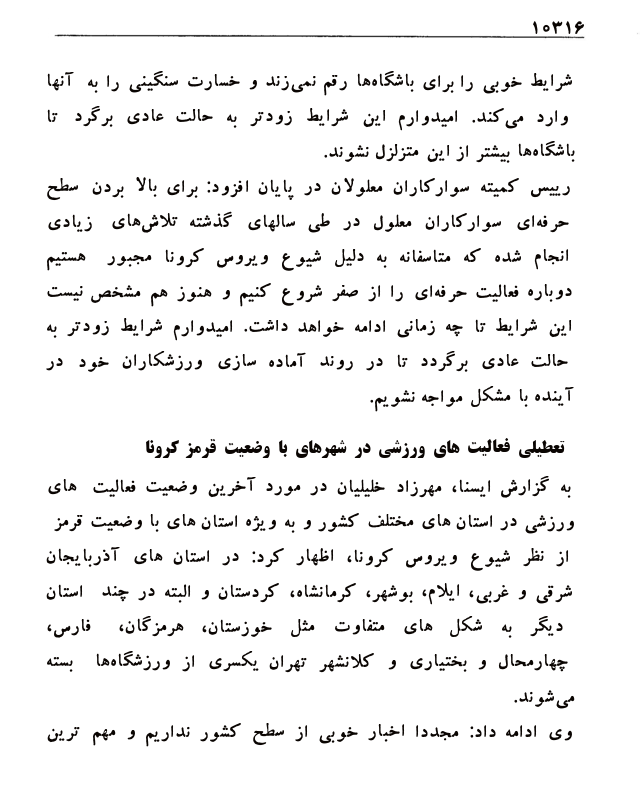 ۱۰۳۱۶
شرایط خوبی را برای باشگاه‌ها رقم نمی‌زند و خسارت سنگینی را به آنها
وارد می‌کند. امیدوارم این شرایط زودتر به حالت عادی برگرد تا
باشگاه‌ها بیشتر از این متزلزل نشوند.
رییس کمیته سوارکاران معلولان در پایان افزود: برای بالا بردن سطح
حرفه‌ای سوارکاران معلول در طی سالهای گذشته تلاش‌های زیادی
انجام شده که متاسفانه به دلیل شیوع ویروس کرونا مجبور هستیم
دوباره فعالیت حرفه‌ای را از صفر شروع کنیم و هنوز هم مشخص نیست
این شرایط تا چه زمانی ادامه خواهد داشت. امیدوارم شرایط زودتر به
حالت عادی برگردد تا در روند آماده سازی ورزشکاران خود در
آینده با مشکل مواجه نشویم.
تعطیلی فعالیت های ورزشی در شهرهای با وضعیت قرمز کرونا
به گزارش ایسنا، مهرزاد خلیلیان در مورد آخرین وضعیت فعالیت های
ورزشی در استان های مختلف کشور و به ویژه استان های با وضعیت قرمز
از نظر شیوع ویروس کرونا، اظهار کرد: در استان های آذربایجان
شرقی و غربی، ایلام، بوشهر، کرمانشاه، کردستان و البته در چند استان
دیگر به شکل های متفاوت مثل خوزستان، هرمزگان، فارس،
چهارمحال و بختیاری و کلانشهر تهران یکسری از ورزشگاه‌ها بسته
می‌شوند.
وی ادامه داد: مجددا اخبار خوبی از سطح کشور نداریم و مهم ترین